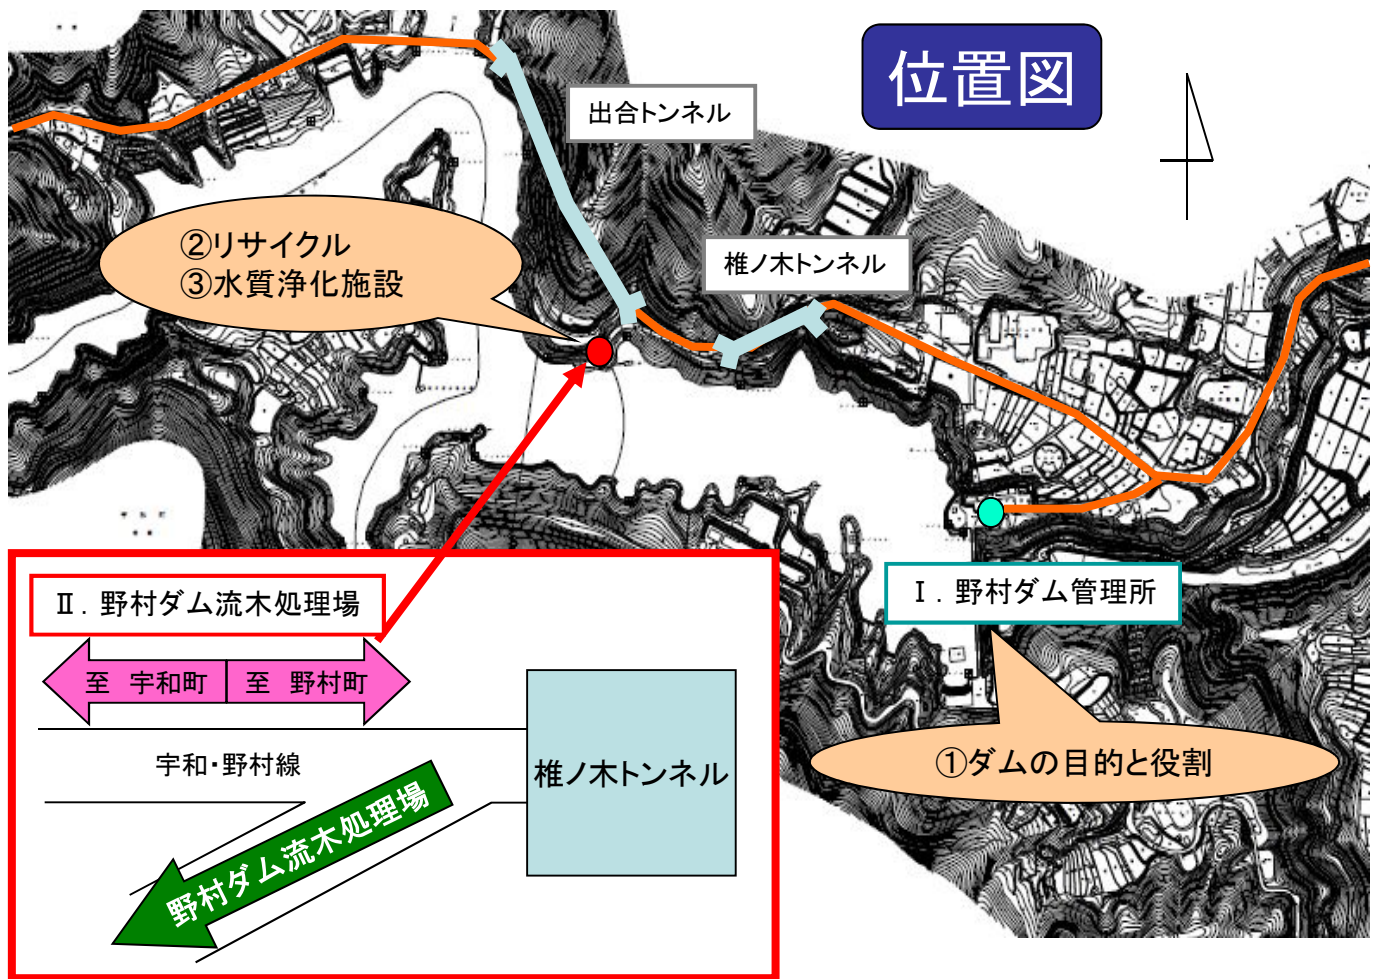 位置図
出合トンネル
②リサイクル
③水質浄化施設
椎ノ木トンネル
Ⅱ．野村ダム流木処理場
Ⅰ．野村ダム管理所
至　宇和町
至　野村町
宇和・野村線
椎ノ木トンネル
①ダムの目的と役割
野村ダム流木処理場